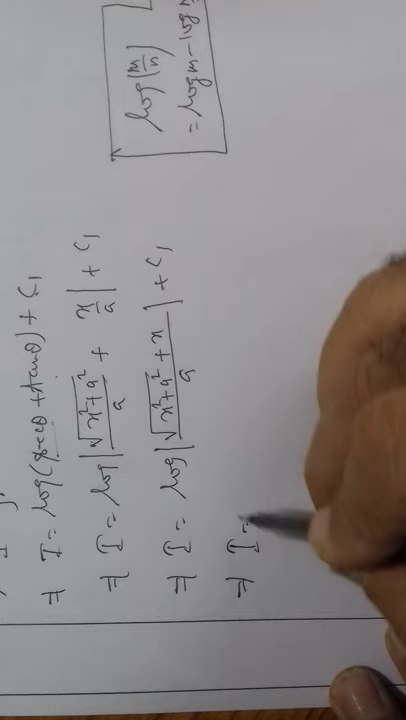 log(m/n)
= log m - log n
⇒ I = log(secθ + tanθ) + C₁
⇒ I = log|√(x²+a²)/a + x/a| + C₁
⇒ I = log|(√(x²+a²) + x)/a| + C₁
⇒ I =